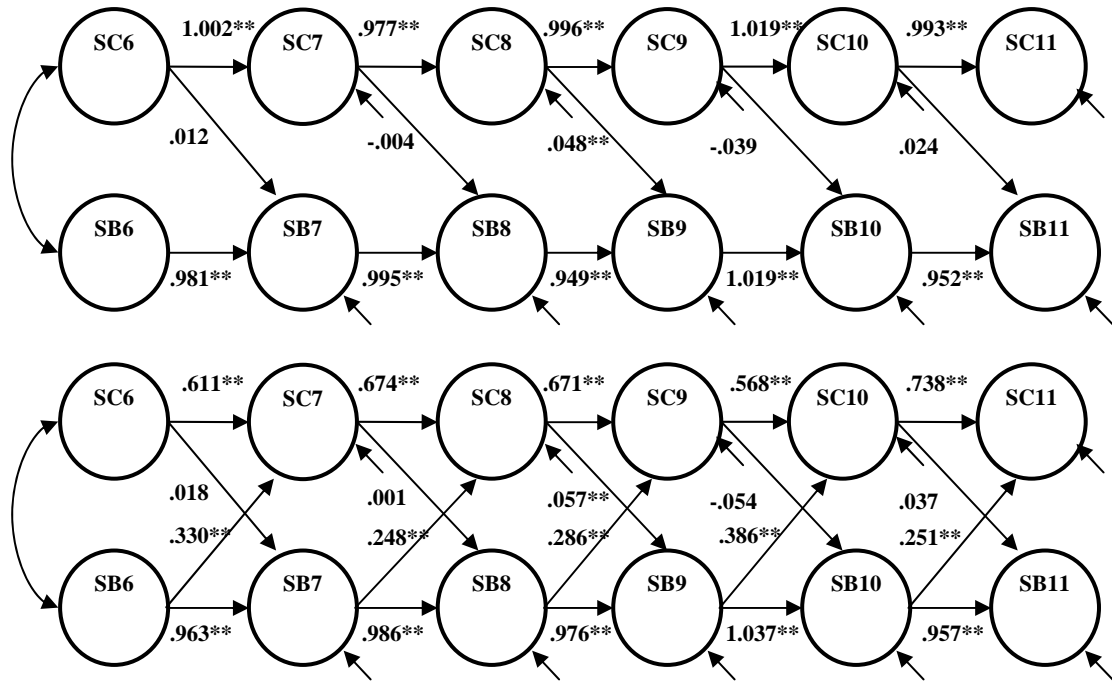 1.002** .977** .996** 1.019** .993**
SC6 SC7 SC8 SC9 SC10 SC11
.012 -.004 .048** -.039 .024
SB6 SB7 SB8 SB9 SB10 SB11
.981** .995** .949** 1.019** .952**
.611** .674** .671** .568** .738**
SC6 SC7 SC8 SC9 SC10 SC11
.018 .001 .057** -.054 .037
.330** .248** .286** .386** .251**
SB6 SB7 SB8 SB9 SB10 SB11
.963** .986** .976** 1.037** .957**